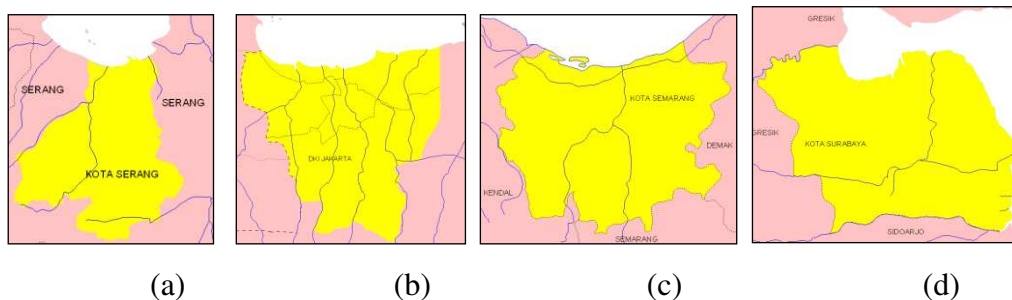 SERANG
SERANG
KOTA SERANG
DKI JAKARTA
KOTA SEMARANG
DEMAK
KENDAL
SEMARANG
GRESIK
GRESIK
KOTA SURABAYA
SIDOARJO
(a) (b) (c) (d)